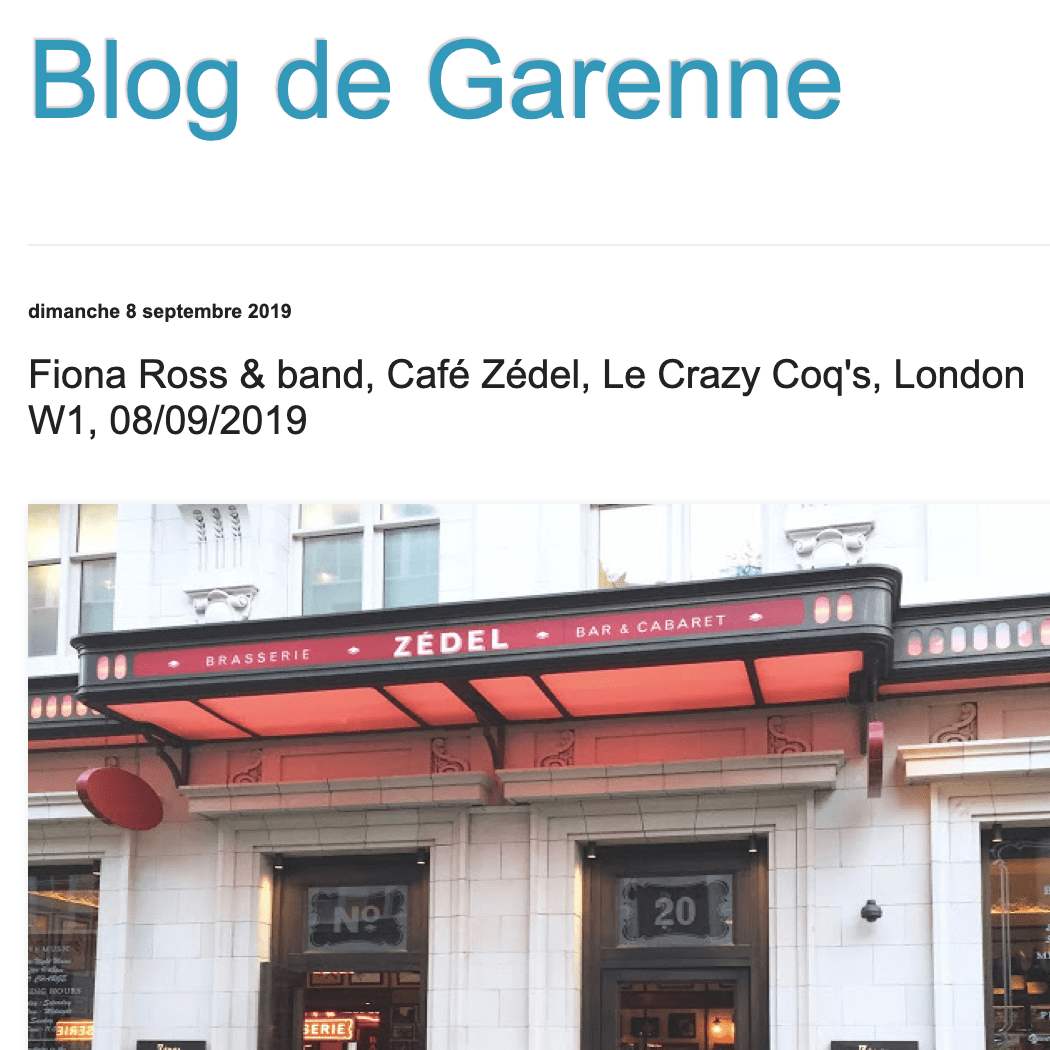 Blog de Garenne
dimanche 8 septembre 2019
Fiona Ross & band, Café Zédel, Le Crazy Coq's, London
W1, 08/09/2019
BRASSERIE ZÉDEL BAR & CABARET
Nº 20
SERIE